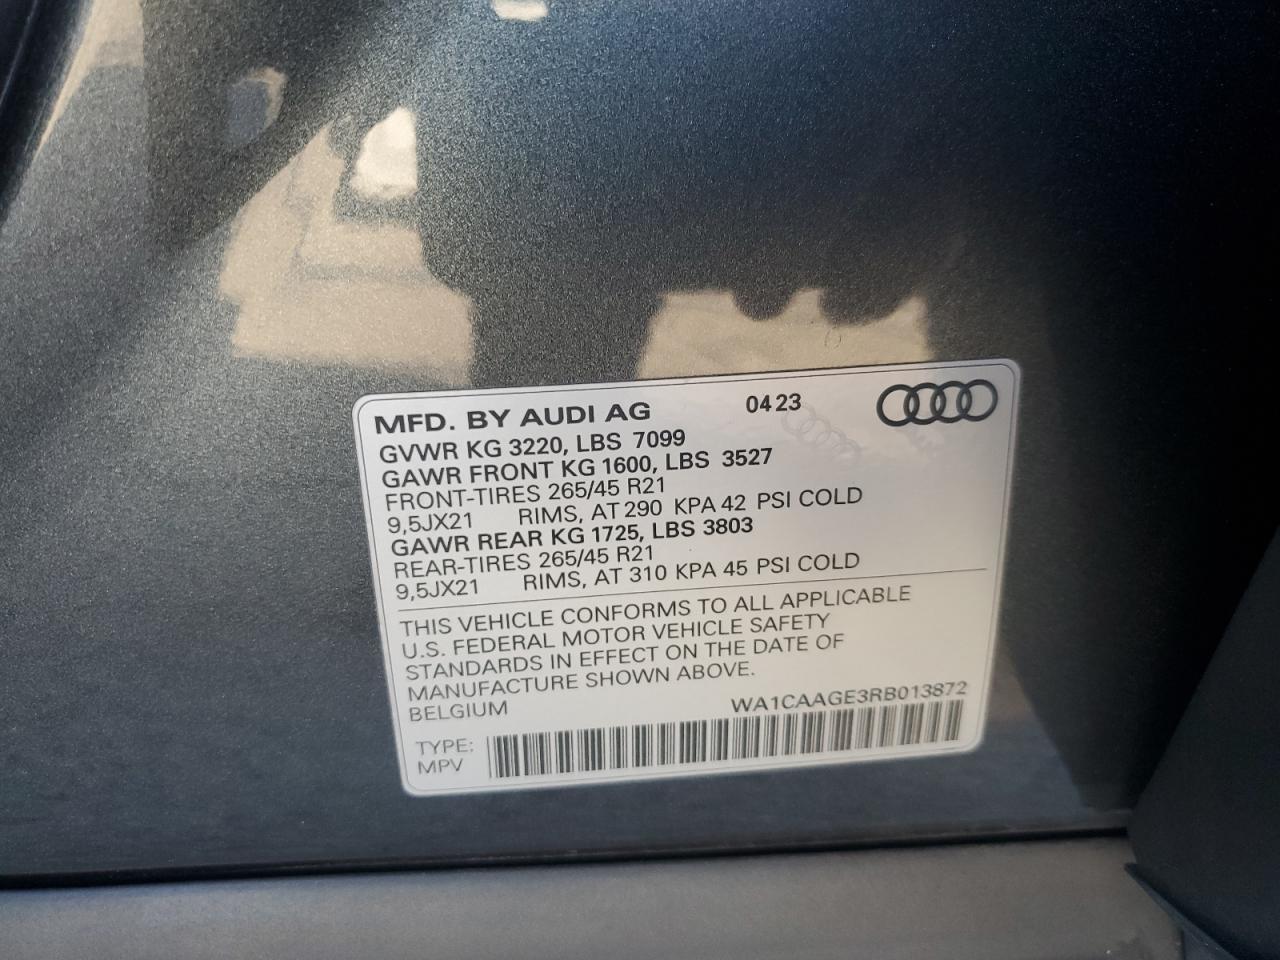 MFD. BY AUDI AG 0423
GVWR KG 3220, LBS 7099
GAWR FRONT KG 1600, LBS 3527
FRONT-TIRES 265/45 R21
9,5JX21 RIMS, AT 290 KPA 42 PSI COLD
GAWR REAR KG 1725, LBS 3803
REAR-TIRES 265/45 R21
9,5JX21 RIMS, AT 310 KPA 45 PSI COLD
THIS VEHICLE CONFORMS TO ALL APPLICABLE
U.S. FEDERAL MOTOR VEHICLE SAFETY
STANDARDS IN EFFECT ON THE DATE OF
MANUFACTURE SHOWN ABOVE.
BELGIUM WA1CAAGE3RB013872
TYPE:
MPV